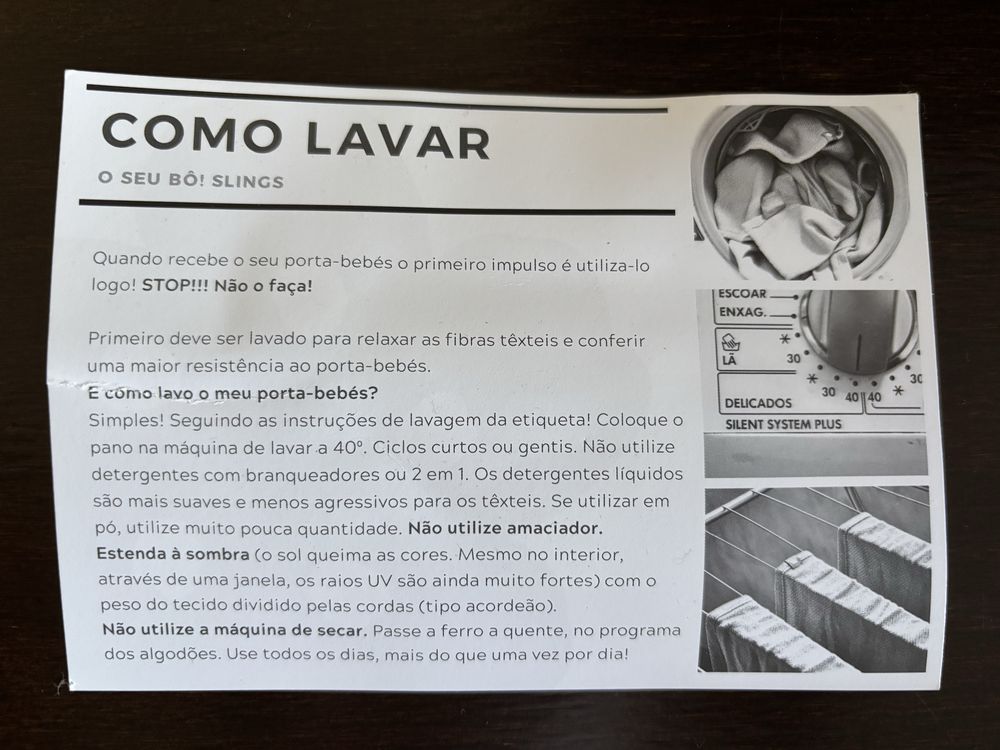 COMO LAVAR
O SEU BÔ! SLINGS
Quando recebe o seu porta-bebés o primeiro impulso é utiliza-lo
logo! STOP!!! Não o faça!
Primeiro deve ser lavado para relaxar as fibras têxteis e conferir
uma maior resistência ao porta-bebés.
E como lavo o meu porta-bebés?
Simples! Seguindo as instruções de lavagem da etiqueta! Coloque o
pano na máquina de lavar a 40º. Ciclos curtos ou gentis. Não utilize
detergentes com branqueadores ou 2 em 1. Os detergentes líquidos
são mais suaves e menos agressivos para os têxteis. Se utilizar em
pó, utilize muito pouca quantidade. Não utilize amaciador.
Estenda à sombra (o sol queima as cores. Mesmo no interior,
através de uma janela, os raios UV são ainda muito fortes) com o
peso do tecido dividido pelas cordas (tipo acordeão).
Não utilize a máquina de secar. Passe a ferro a quente, no programa
dos algodões. Use todos os dias, mais do que uma vez por dia!
ESCOAR
ENXAG.
LÃ
30
30 40 40 30
DELICADOS
SILENT SYSTEM PLUS